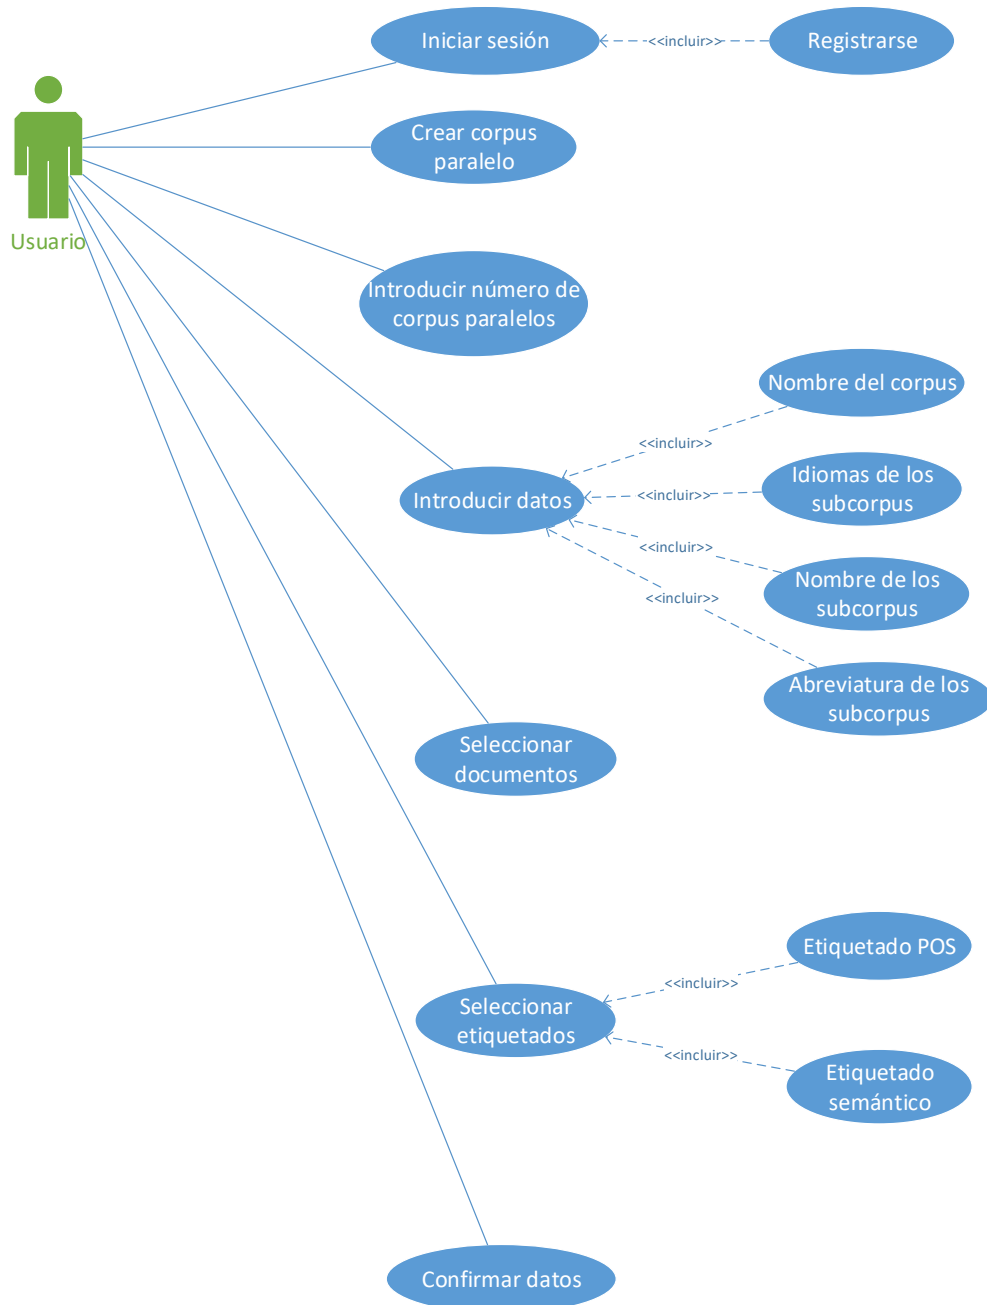 Iniciar sesión
<<incluir>>
Registrarse
Crear corpus
paralelo
Usuario
Introducir número de
corpus paralelos
Nombre del corpus
<<incluir>>
Introducir datos
<<incluir>>
Idiomas de los
subcorpus
<<incluir>>
Nombre de los
subcorpus
<<incluir>>
Abreviatura de los
subcorpus
Seleccionar
documentos
Etiquetado POS
<<incluir>>
Seleccionar
etiquetados
<<incluir>>
Etiquetado
semántico
Confirmar datos